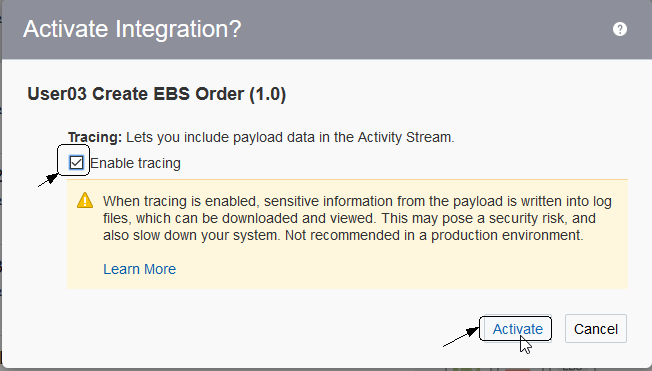 Activate Integration?
User03 Create EBS Order (1.0)
Tracing: Lets you include payload data in the Activity Stream.
Enable tracing
When tracing is enabled, sensitive information from the payload is written into log
files, which can be downloaded and viewed. This may pose a security risk, and
also slow down your system. Not recommended in a production environment.
Learn More
Activate
Cancel